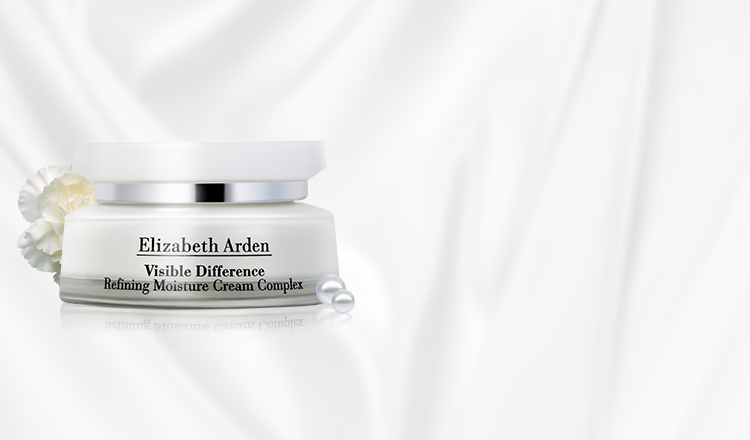 Elizabeth Arden
Visible Difference
Refining Moisture Cream Complex